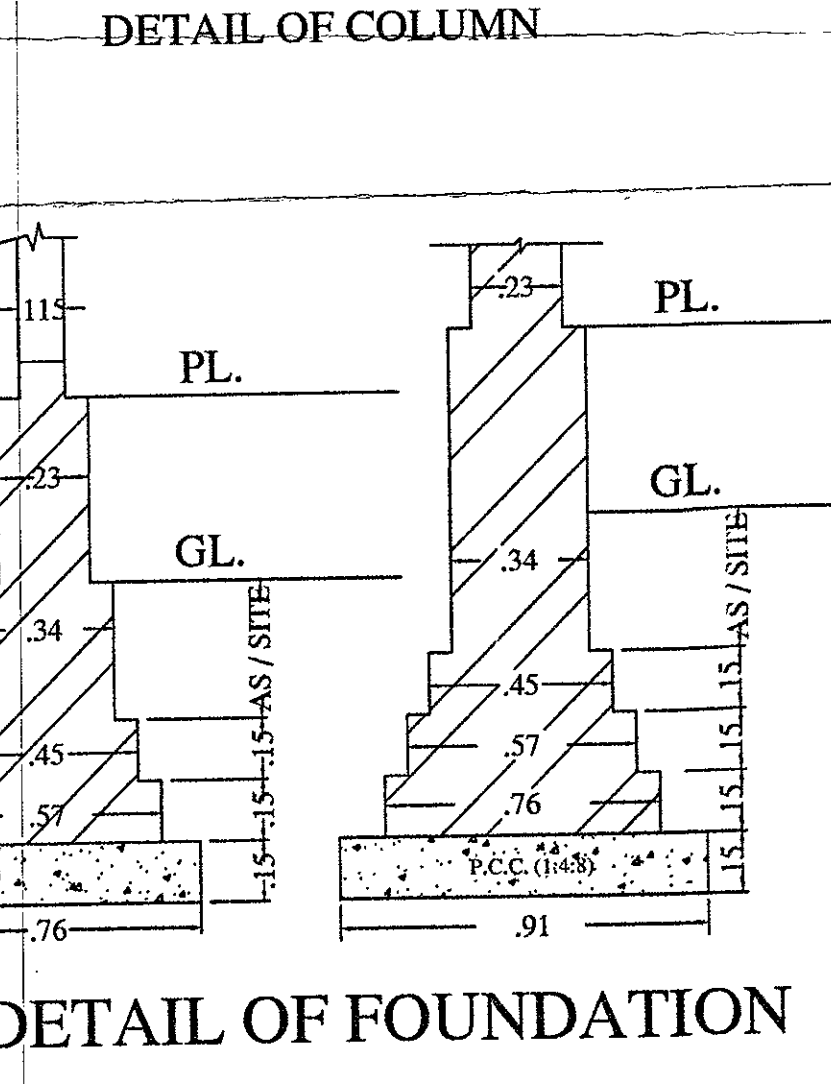 DETAIL OF COLUMN
.115
PL.
.23
GL.
.34
AS / SITE
.45
.15
.57
.15
.15
.76
.23
PL.
GL.
.34
AS / SITE
.45
.15
.57
.15
.76
.15
P.C.C. (1:4:8)
.15
.91
DETAIL OF FOUNDATION